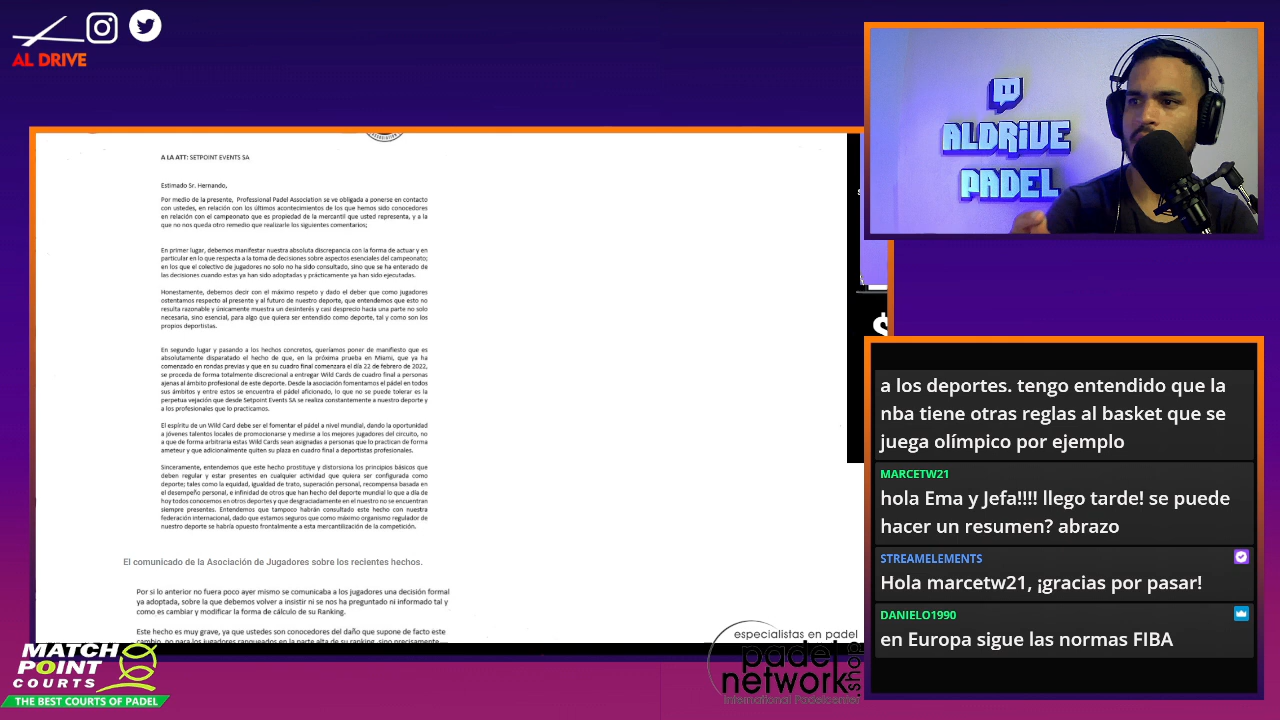 AL DRIVE
A LA ATT: SETPOINT EVENTS SA
Estimado Sr. Hernando,
Por medio de la presente, Professional Padel Association se ve obligada a ponerse en contacto
con ustedes, en relación con los últimos acontecimientos de los que hemos sido conocedores
en relación con el campeonato que es propiedad de la mercantil que usted representa, y a la
que no nos queda otro remedio que realizarle los siguientes comentarios;
En primer lugar, debemos manifestar nuestra absoluta discrepancia con la forma de actuar y en
particular en lo que respecta a la toma de decisiones sobre aspectos esenciales del campeonato;
en los que el colectivo de jugadores no solo no ha sido consultado, sino que se ha enterado de
las decisiones cuando estas ya han sido adoptadas y prácticamente ya han sido ejecutadas.
Honestamente, debemos decir con el máximo respeto y dado el deber que como jugadores
ostentamos respecto al presente y al futuro de nuestro deporte, que entendemos que esto no
resulta razonable y únicamente muestra un desinterés y casi desprecio hacia una parte no solo
necesaria, sino esencial, para algo que quiera ser entendido como deporte, tal y como son los
propios deportistas.
En segundo lugar y pasando a los hechos concretos, queríamos poner de manifiesto que es
absolutamente disparatado el hecho de que, en la próxima prueba en Miami, que ya ha
comenzado en rondas previas y que en su cuadro final comenzara el día 22 de febrero de 2022,
se proceda de forma totalmente discrecional a entregar Wild Cards de cuadro final a personas
ajenas al ámbito profesional de este deporte. Desde la asociación fomentamos el pádel en todos
sus ámbitos y entre estos se encuentra el pádel aficionado, lo que no se puede tolerar es la
perpetua vejación que desde Setpoint Events SA se realiza constantemente a nuestro deporte y
a los profesionales que lo practicamos.
El espíritu de un Wild Card debe ser el fomentar el pádel a nivel mundial, dando la oportunidad
a jóvenes talentos locales de promocionarse y medirse a los mejores jugadores del circuito, no
a que de forma arbitraria estas Wild Cards sean asignadas a personas que lo practican de forma
ameteur y que adicionalmente quiten su plaza en cuadro final a deportistas profesionales.
Sinceramente, entendemos que este hecho prostituye y distorsiona los principios básicos que
deben regular y estar presentes en cualquier actividad que quiera ser configurada como
deporte; tales como la equidad, igualdad de trato, superación personal, recompensa basada en
el desempeño personal, e infinidad de otros que han hecho del deporte mundial lo que a día de
hoy todos conocemos en otros deportes y que desgraciadamente en el nuestro no se encuentran
siempre presentes. Entendemos que tampoco habrán consultado este hecho con nuestra
federación internacional, dado que estamos seguros que como máximo organismo regulador de
nuestro deporte se habría opuesto frontalmente a esta mercantilización de la competición.
El comunicado de la Asociación de Jugadores sobre los recientes hechos.
Por si lo anterior no fuera poco ayer mismo se comunicaba a los jugadores una decisión formal
ya adoptada, sobre la que debemos volver a insistir ni se nos ha preguntado ni informado tal y
como es cambiar y modificar la forma de cálculo de su Ranking.
Este hecho es muy grave, ya que ustedes son conocedores del daño que supone de facto este
cambio, no para los jugadores ranqueados en la parte alta de su ranking, sino precisamente
$
ALDRiVE
PADEL
a los deportes. tengo entendido que la
nba tiene otras reglas al basket que se
juega olímpico por ejemplo
MARCETW21
hola Ema y Jefa!!!! llego tarde! se puede
hacer un resumen? abrazo
STREAMELEMENTS
Hola marcetw21, ¡gracias por pasar!
DANIELO1990
en Europa sigue las normas FIBA
MATCH
POINT
COURTS
THE BEST COURTS OF PADEL
especialistas en padel
padel
network
.shop
International Padelcenter